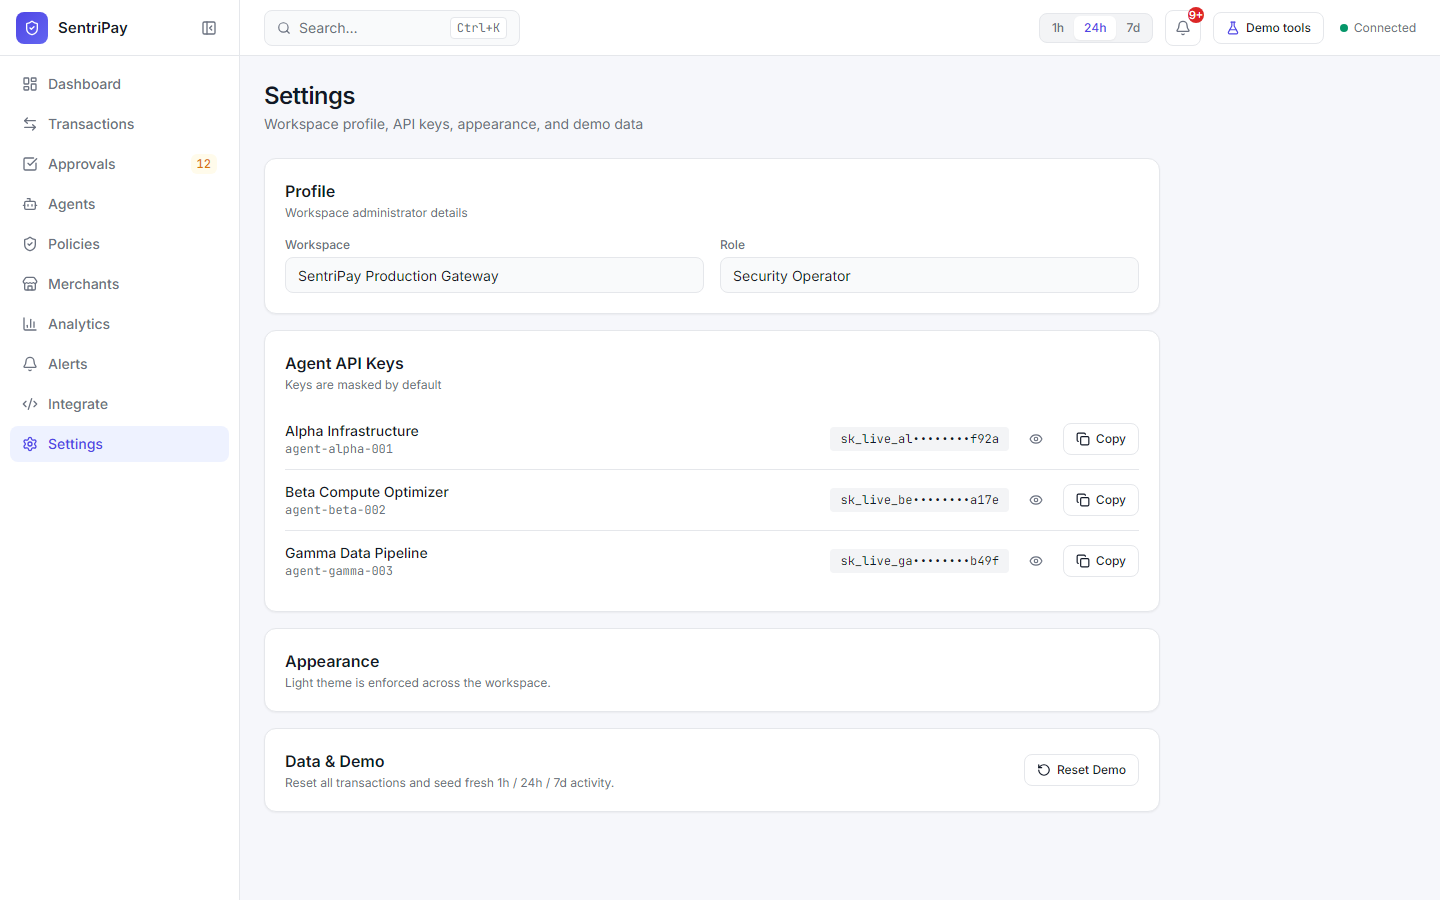 SentriPay
Search...
Ctrl+K
1h
24h
7d
9+
Demo tools
Connected
Dashboard
Transactions
Approvals
12
Agents
Policies
Merchants
Analytics
Alerts
Integrate
Settings
Settings
Workspace profile, API keys, appearance, and demo data
Profile
Workspace administrator details
Workspace
Role
SentriPay Production Gateway
Security Operator
Agent API Keys
Keys are masked by default
Alpha Infrastructure
agent-alpha-001
sk_live_al••••••••f92a
Copy
Beta Compute Optimizer
agent-beta-002
sk_live_be••••••••a17e
Copy
Gamma Data Pipeline
agent-gamma-003
sk_live_ga••••••••b49f
Copy
Appearance
Light theme is enforced across the workspace.
Data & Demo
Reset all transactions and seed fresh 1h / 24h / 7d activity.
Reset Demo